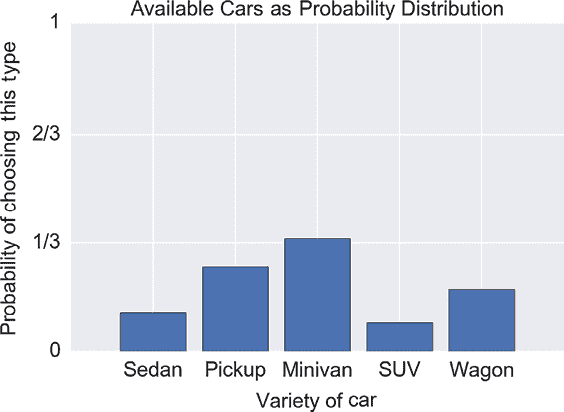 Available Cars as Probability Distribution
Probability of choosing this type
1
2/3
1/3
0
Sedan Pickup Minivan SUV Wagon
Variety of car